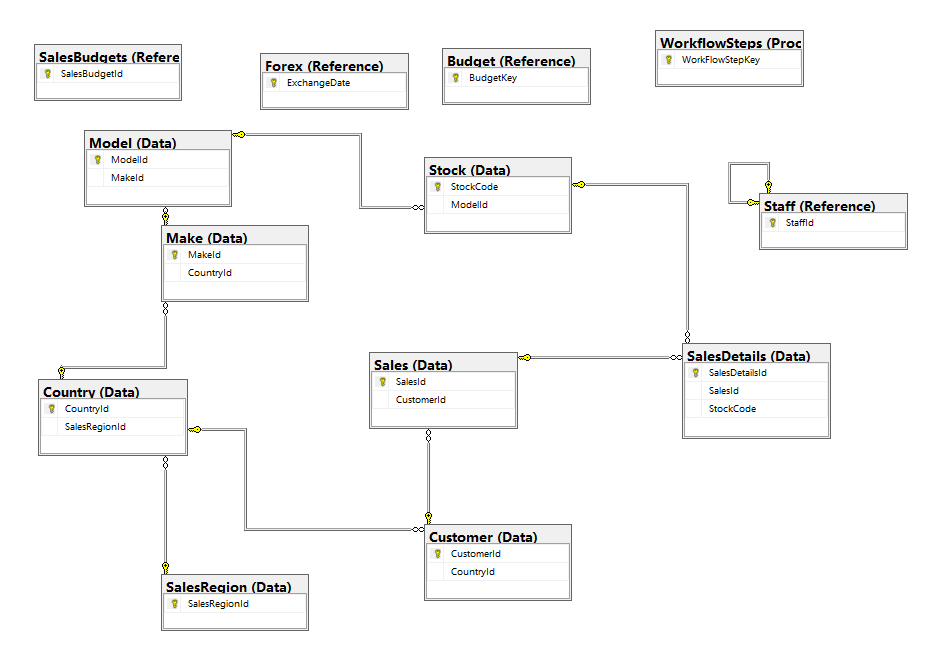 SalesBudgets (Refere
SalesBudgetId
Forex (Reference)
ExchangeDate
Budget (Reference)
BudgetKey
WorkflowSteps (Proc
WorkFlowStepKey
Model (Data)
ModelId
MakeId
Stock (Data)
StockCode
ModelId
Staff (Reference)
StaffId
Make (Data)
MakeId
CountryId
Country (Data)
CountryId
SalesRegionId
Sales (Data)
SalesId
CustomerId
SalesDetails (Data)
SalesDetailsId
SalesId
StockCode
Customer (Data)
CustomerId
CountryId
SalesRegion (Data)
SalesRegionId